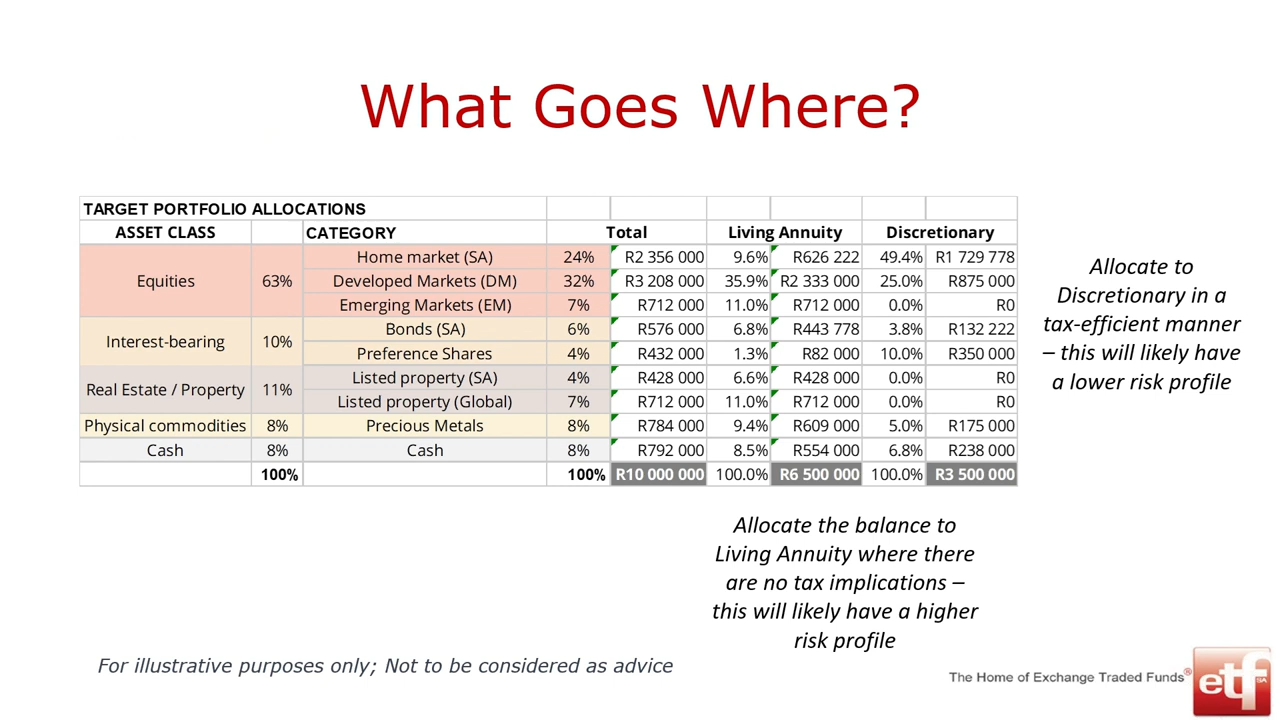 What Goes Where?
TARGET PORTFOLIO ALLOCATIONS
ASSET CLASS CATEGORY Total Living Annuity Discretionary
Equities 63% Home market (SA) 24% R2 356 000 9.6% R626 222 49.4% R1 729 778
Developed Markets (DM) 32% R3 208 000 35.9% R2 333 000 25.0% R875 000
Emerging Markets (EM) 7% R712 000 11.0% R712 000 0.0% R0
Interest-bearing 10% Bonds (SA) 6% R576 000 6.8% R443 778 3.8% R132 222
Preference Shares 4% R432 000 1.3% R82 000 10.0% R350 000
Real Estate / Property 11% Listed property (SA) 4% R428 000 6.6% R428 000 0.0% R0
Listed property (Global) 7% R712 000 11.0% R712 000 0.0% R0
Physical commodities 8% Precious Metals 8% R784 000 9.4% R609 000 5.0% R175 000
Cash 8% Cash 8% R792 000 8.5% R554 000 6.8% R238 000
100% 100% R10 000 000 100.0% R6 500 000 100.0% R3 500 000
Allocate to
Discretionary in a
tax-efficient manner
– this will likely have
a lower risk profile
Allocate the balance to
Living Annuity where there
are no tax implications –
this will likely have a higher
risk profile
For illustrative purposes only; Not to be considered as advice
The Home of Exchange Traded Funds®
etf
SA